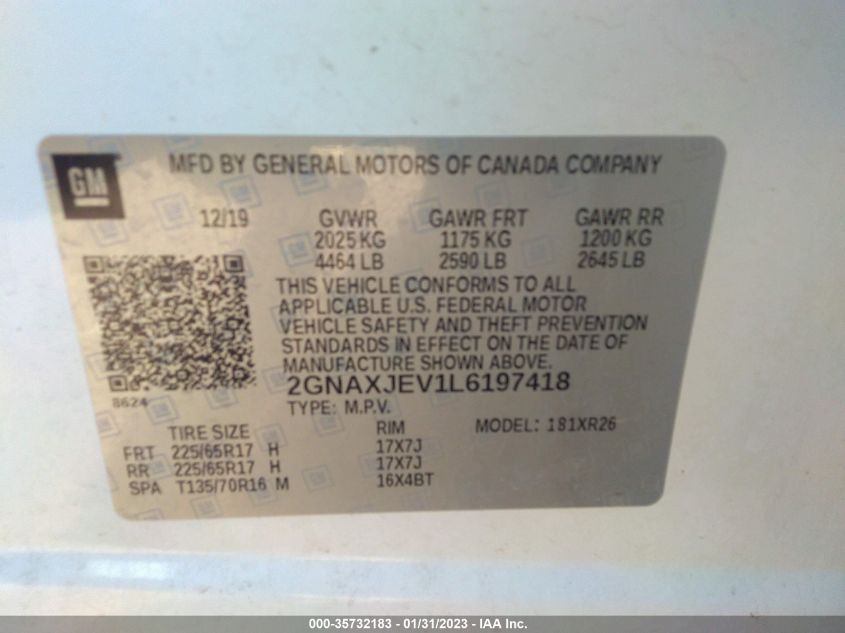 GM
MFD BY GENERAL MOTORS OF CANADA COMPANY
12/19 GVWR GAWR FRT GAWR RR
2025 KG 1175 KG 1200 KG
4464 LB 2590 LB 2645 LB
THIS VEHICLE CONFORMS TO ALL
APPLICABLE U.S. FEDERAL MOTOR
VEHICLE SAFETY AND THEFT PREVENTION
STANDARDS IN EFFECT ON THE DATE OF
MANUFACTURE SHOWN ABOVE.
8624
2GNAXJEV1L6197418
TYPE: M.P.V.
TIRE SIZE RIM MODEL: 181XR26
FRT 225/65R17 H 17X7J
RR 225/65R17 H 17X7J
SPA T135/70R16 M 16X4BT
000-35732183 - 01/31/2023 - IAA Inc.